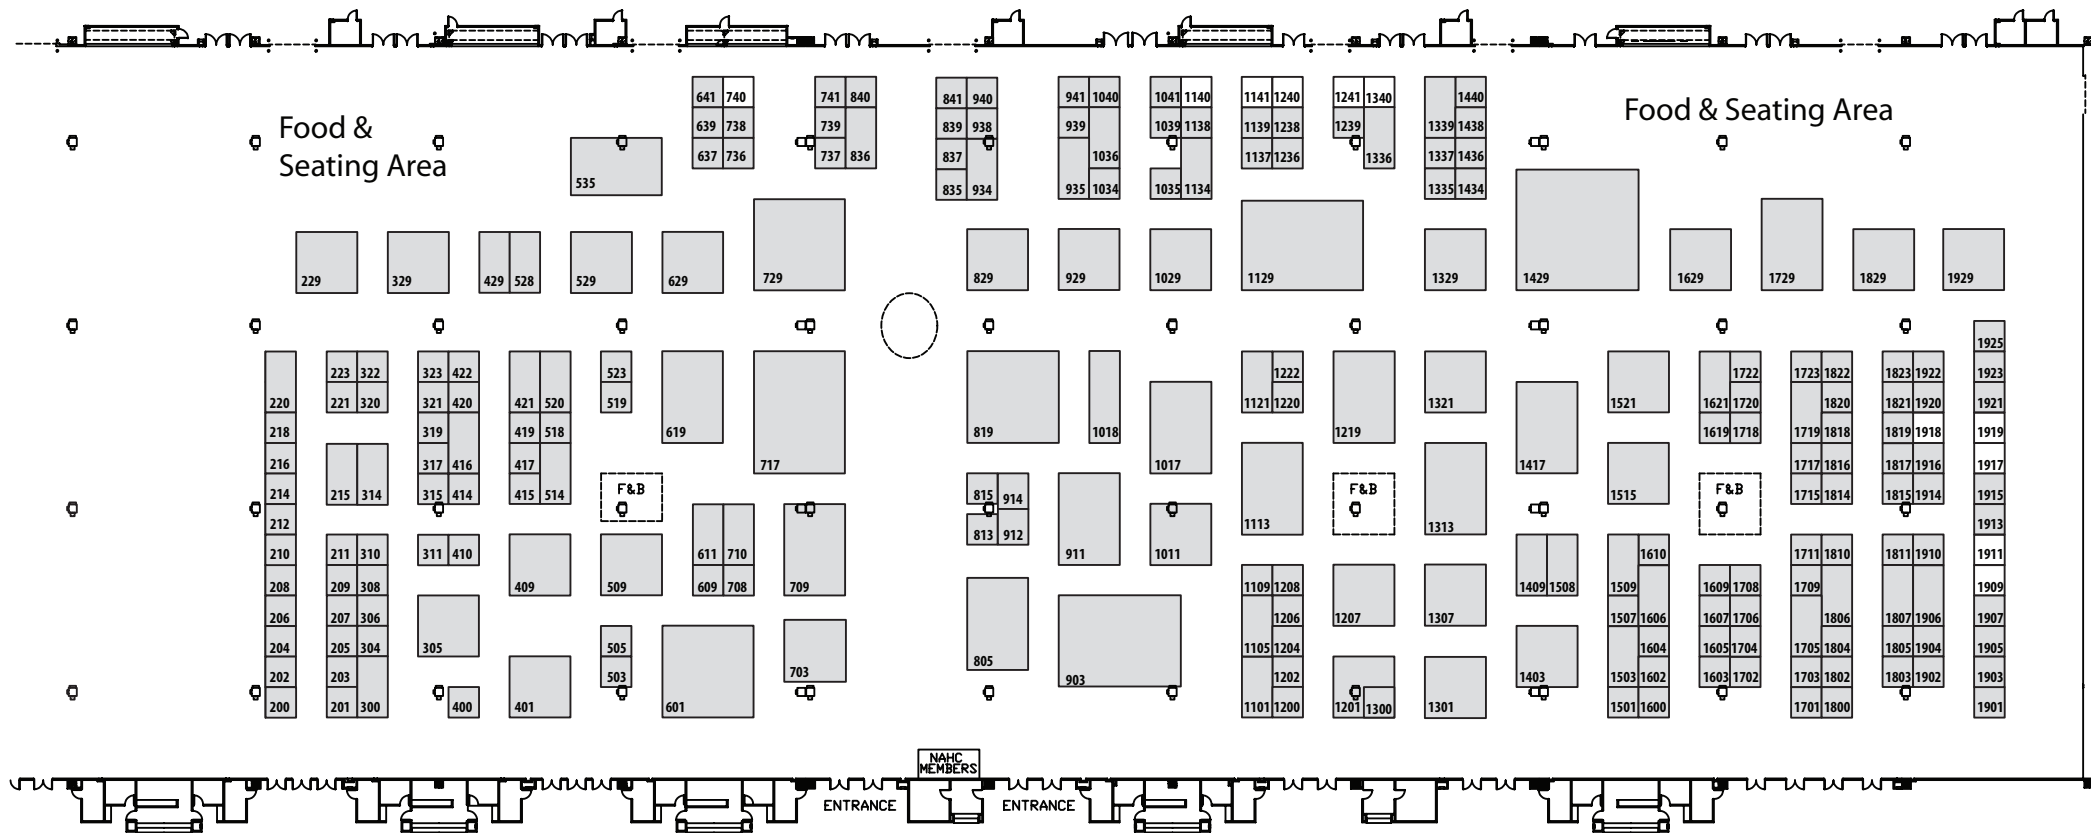 641 740 741 840 841 940 941 1040 1041 1140 1141 1240 1241 1340 1440
Food &
Seating Area
Food & Seating Area
639 738 739 839 938 939 1039 1138 1139 1238 1239 1339 1438
637 736 737 836 837 1036 1137 1236 1336 1337 1436
535 835 934 935 1034 1035 1134 1335 1434
229 329 429 528 529 629 729 829 929 1029 1129 1329 1429 1629 1729 1829 1929
1925
223 322 323 422 523 1222 1722 1723 1822 1823 1922 1923
220 221 320 321 420 421 520 519 1121 1220 1321 1521 1621 1720 1820 1821 1920 1921
218 319 419 518 619 819 1018 1219 1619 1718 1719 1818 1819 1918 1919
216 317 416 417 717 1017 1417 1717 1816 1817 1916 1917
214 215 314 315 414 415 514 F&B 815 914 F&B 1515 F&B 1715 1814 1815 1914 1915
212 813 912 1113 1313 1913
210 211 310 311 410 611 710 911 1011 1610 1711 1810 1811 1910 1911
208 209 308 409 509 609 708 709 1109 1208 1409 1508 1509 1609 1708 1709 1909
206 207 306 1206 1207 1307 1507 1606 1607 1706 1806 1807 1906 1907
204 205 304 305 505 1105 1204 1604 1605 1704 1705 1804 1805 1904 1905
202 203 503 703 805 903 1202 1403 1503 1602 1603 1702 1703 1802 1803 1902 1903
200 201 300 400 401 601 1101 1200 1201 1300 1301 1501 1600 1701 1800 1901
NAHC
MEMBERS
ENTRANCE
ENTRANCE